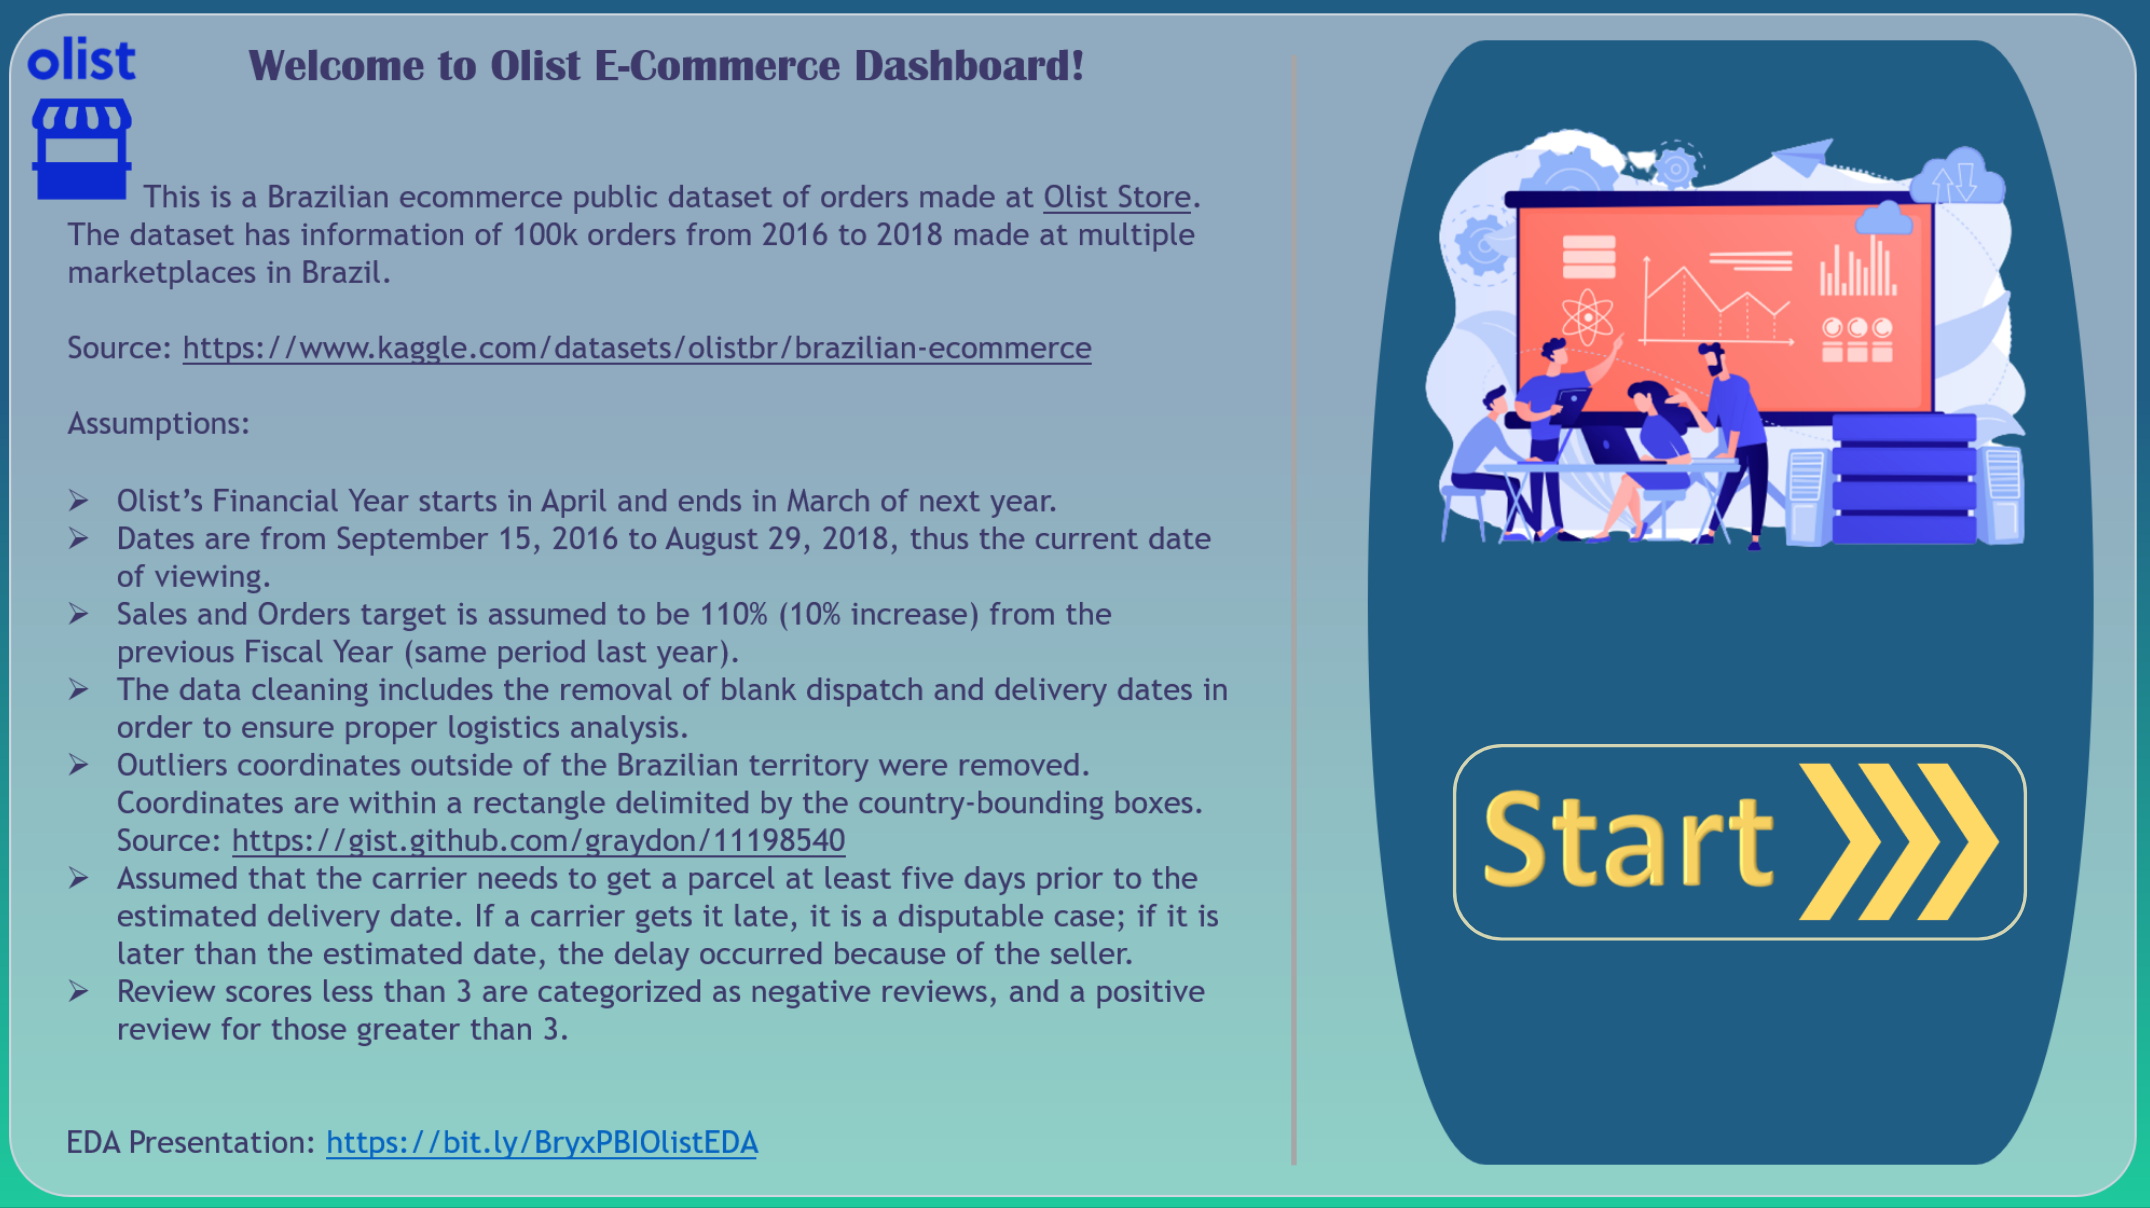 olist
Welcome to Olist E-Commerce Dashboard!
This is a Brazilian ecommerce public dataset of orders made at Olist Store.
The dataset has information of 100k orders from 2016 to 2018 made at multiple
marketplaces in Brazil.
Source: https://www.kaggle.com/datasets/olistbr/brazilian-ecommerce
Assumptions:
➢ Olist’s Financial Year starts in April and ends in March of next year.
➢ Dates are from September 15, 2016 to August 29, 2018, thus the current date
of viewing.
➢ Sales and Orders target is assumed to be 110% (10% increase) from the
previous Fiscal Year (same period last year).
➢ The data cleaning includes the removal of blank dispatch and delivery dates in
order to ensure proper logistics analysis.
➢ Outliers coordinates outside of the Brazilian territory were removed.
Coordinates are within a rectangle delimited by the country-bounding boxes.
Source: https://gist.github.com/graydon/11198540
➢ Assumed that the carrier needs to get a parcel at least five days prior to the
estimated delivery date. If a carrier gets it late, it is a disputable case; if it is
later than the estimated date, the delay occurred because of the seller.
➢ Review scores less than 3 are categorized as negative reviews, and a positive
review for those greater than 3.
EDA Presentation: https://bit.ly/BryxPBIOlistEDA
Start